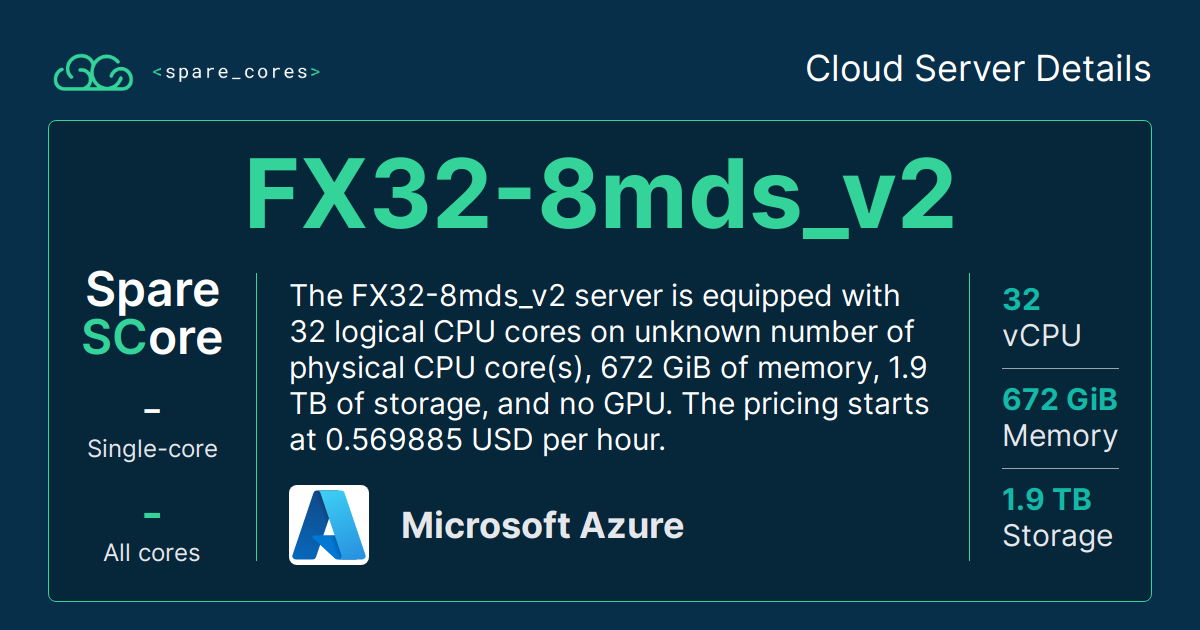 <spare_cores>
Cloud Server Details
FX32-8mds_v2
Spare
SCore
-
Single-core
-
All cores
The FX32-8mds_v2 server is equipped with
32 logical CPU cores on unknown number of
physical CPU core(s), 672 GiB of memory, 1.9
TB of storage, and no GPU. The pricing starts
at 0.569885 USD per hour.
Microsoft Azure
32
vCPU
672 GiB
Memory
1.9 TB
Storage